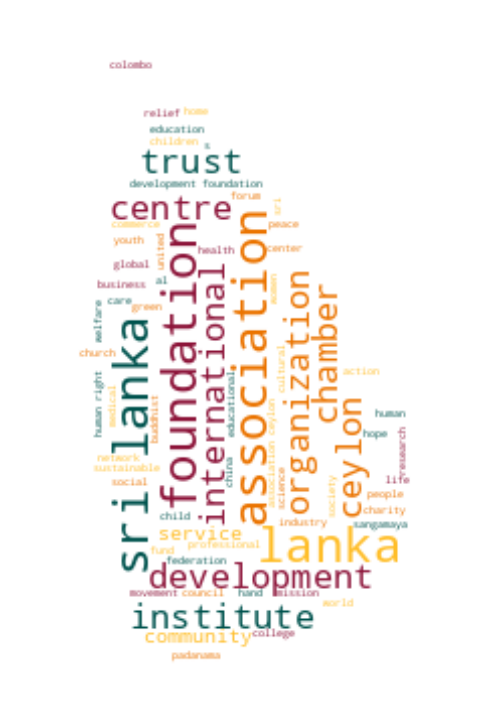 colombo
relief
home
education
children
s
trust
development foundation
forum
sri
centre
commerce
peace
youth
united
health
center
global
business
al
care
green
women
welfare
foundation
international
association
organization
chamber
sri lanka
church
cultural
action
human right
medical
buddhist
educational
association ceylon
ceylon
human
hope
research
network
sustainable
social
china
science
society
life
people
charity
child
industry
sangamaya
service
professional
lanka
fund
federation
development
movement
council
hand
mission
world
institute
community
college
padanama